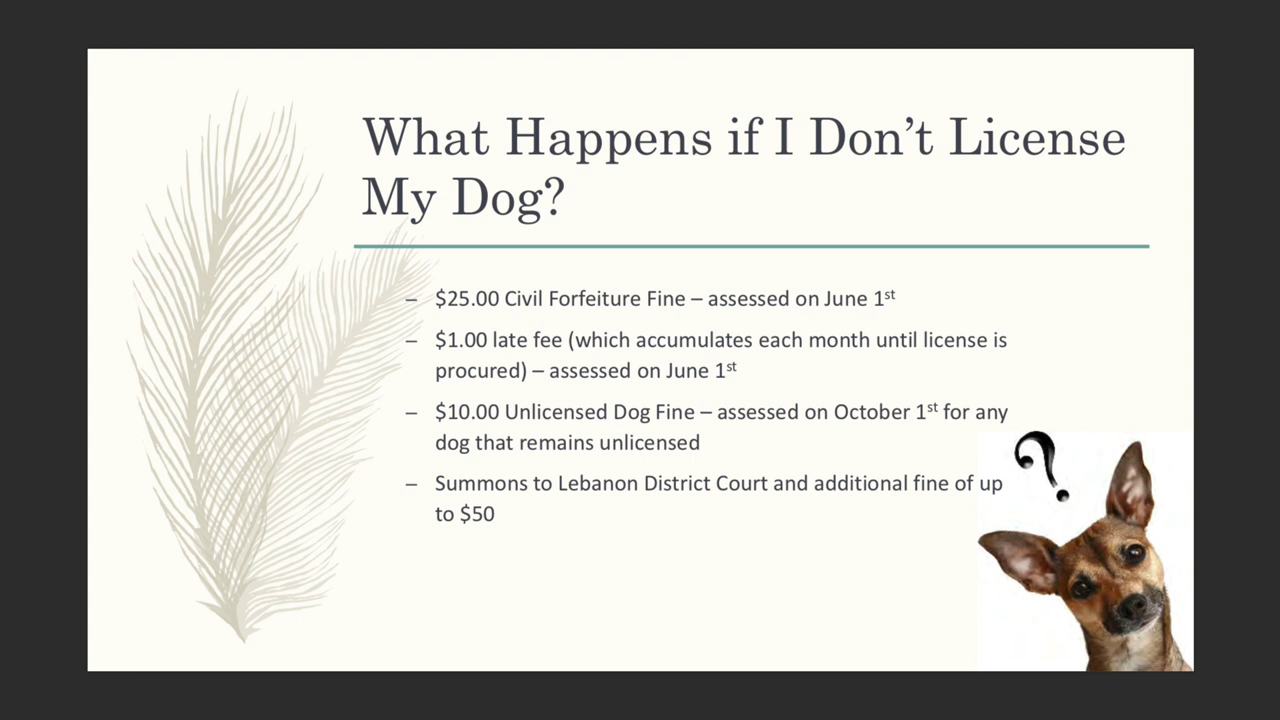 What Happens if I Don’t License
My Dog?
– $25.00 Civil Forfeiture Fine – assessed on June 1st
– $1.00 late fee (which accumulates each month until license is
procured) – assessed on June 1st
– $10.00 Unlicensed Dog Fine – assessed on October 1st for any
dog that remains unlicensed
– Summons to Lebanon District Court and additional fine of up
to $50
?